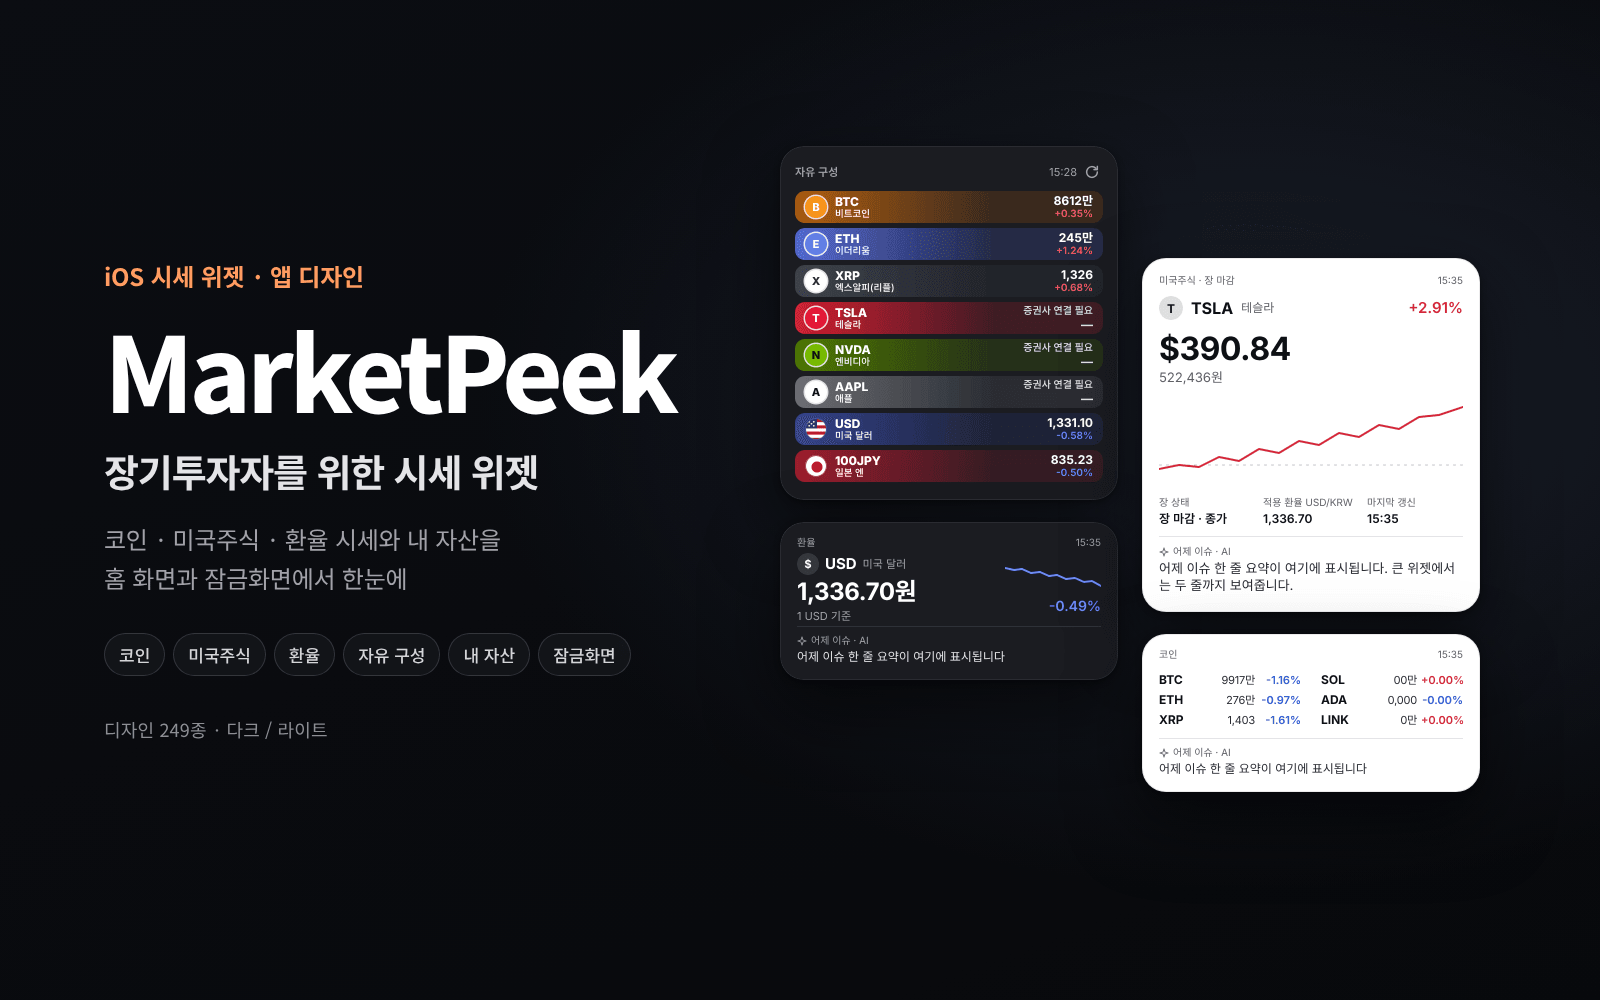 iOS 시세 위젯 · 앱 디자인
MarketPeek
장기투자자를 위한 시세 위젯
코인 · 미국주식 · 환율 시세와 내 자산을
홈 화면과 잠금화면에서 한눈에
코인 미국주식 환율 자유 구성 내 자산 잠금화면
디자인 249종 · 다크 / 라이트
자유 구성 15:28
B BTC 8612만
비트코인 +0.35%
E ETH 245만
이더리움 +1.24%
X XRP 1,326
엑스알피(리플) +0.68%
T TSLA 증권사 연결 필요
테슬라 —
N NVDA 증권사 연결 필요
엔비디아 —
A AAPL 증권사 연결 필요
애플 —
USD 1,331.10
미국 달러 -0.58%
100JPY 835.23
일본 엔 -0.50%
환율 15:35
$ USD 미국 달러
1,336.70원
-0.49%
1 USD 기준
어제 이슈 · AI
어제 이슈 한 줄 요약이 여기에 표시됩니다
미국주식 · 장 마감 15:35
T TSLA 테슬라 +2.91%
$390.84
522,436원
장 상태 적용 환율 USD/KRW 마지막 갱신
장 마감 · 종가 1,336.70 15:35
어제 이슈 · AI
어제 이슈 한 줄 요약이 여기에 표시됩니다. 큰 위젯에서
는 두 줄까지 보여줍니다.
코인 15:35
BTC 9917만 -1.16% SOL 00만 +0.00%
ETH 276만 -0.97% ADA 0,000 -0.00%
XRP 1,403 -1.61% LINK 0만 +0.00%
어제 이슈 · AI
어제 이슈 한 줄 요약이 여기에 표시됩니다